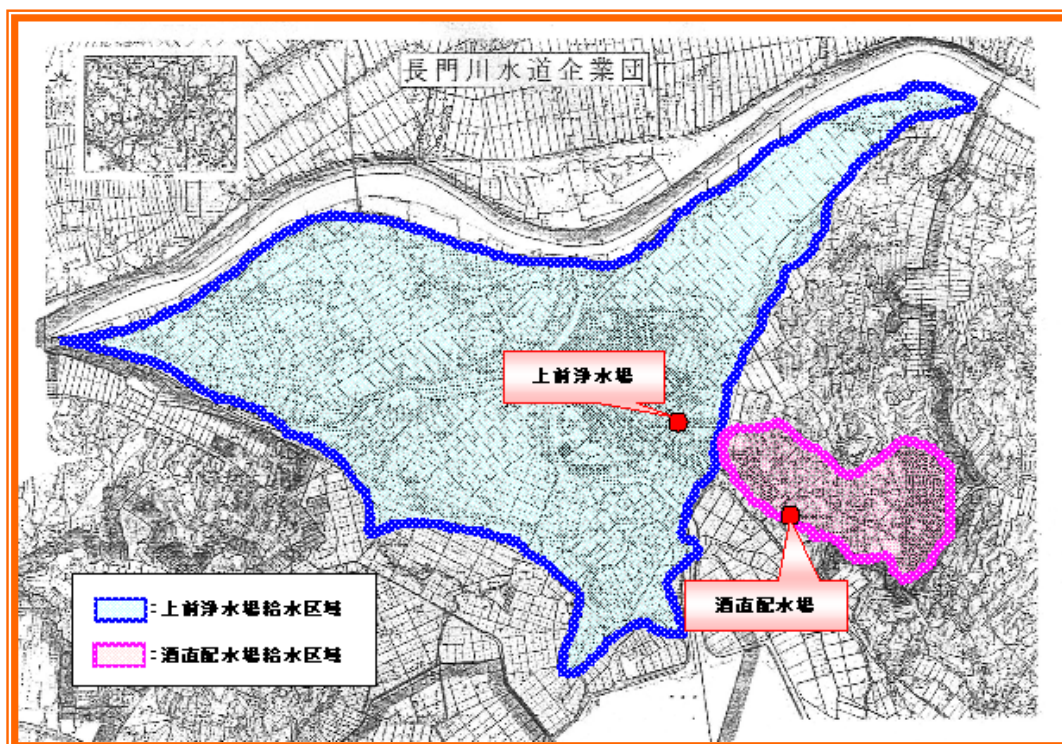 長門川水道企業団
上前浄水場
酒直配水場
：上前浄水場給水区域
：酒直配水場給水区域